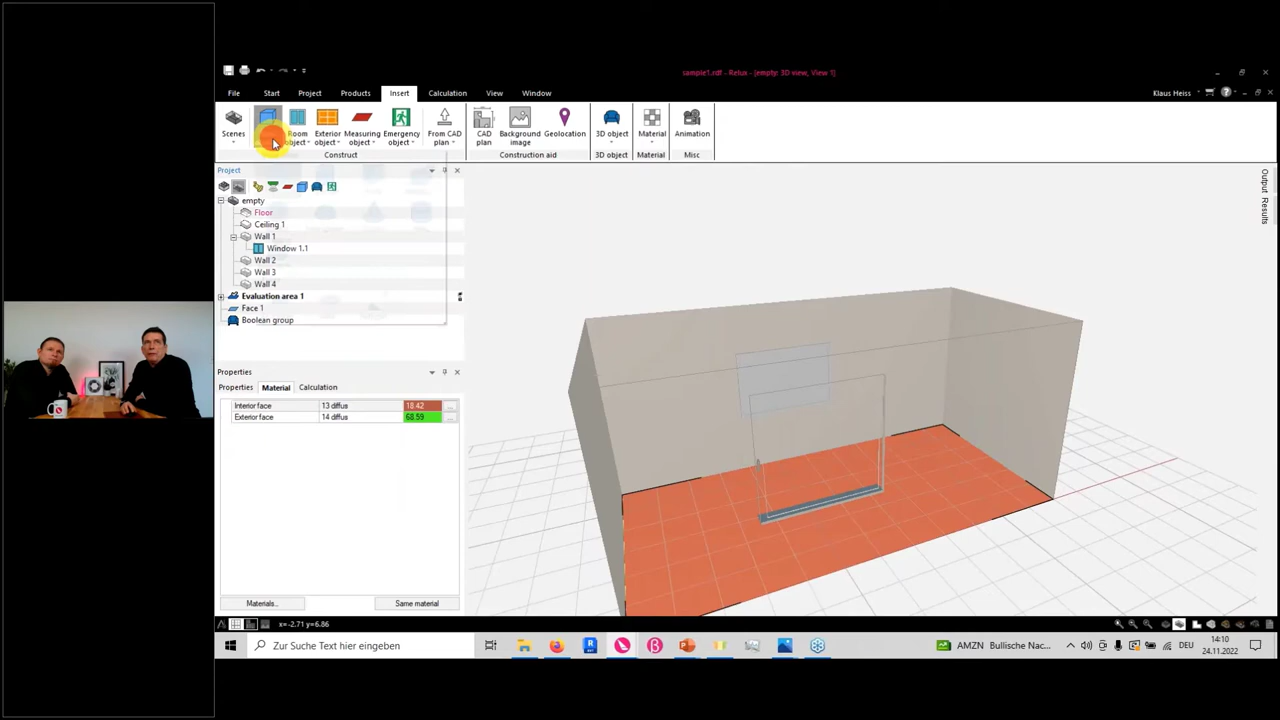 sample1.rdf - Relux - [empty: 3D view, View 1]
File Start Project Products Insert Calculation View Window
Klaus Heiss
Scenes
Room object
Exterior object
Measuring object
Emergency object
From CAD plan
CAD plan
Background image
Geolocation
3D object
Material
Animation
Construct
Construction aid
3D object
Material
Misc
Project
Output Results
empty
Floor
Ceiling 1
Wall 1
Window 1.1
Wall 2
Wall 3
Wall 4
Evaluation area 1
Face 1
Boolean group
Properties
Properties Material Calculation
Interior face 13 diffus 18.42 ...
Exterior face 14 diffus 68.59 ...
Materials..
Same material
x=-2.71 y=6.86
Zur Suche Text hier eingeben
AMZN Bullische Nac...
DEU
14:10
24.11.2022